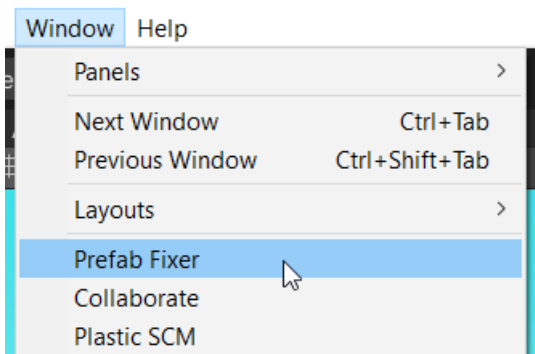 Window Help
Panels >
Next Window Ctrl+Tab
Previous Window Ctrl+Shift+Tab
Layouts >
Prefab Fixer
Collaborate
Plastic SCM